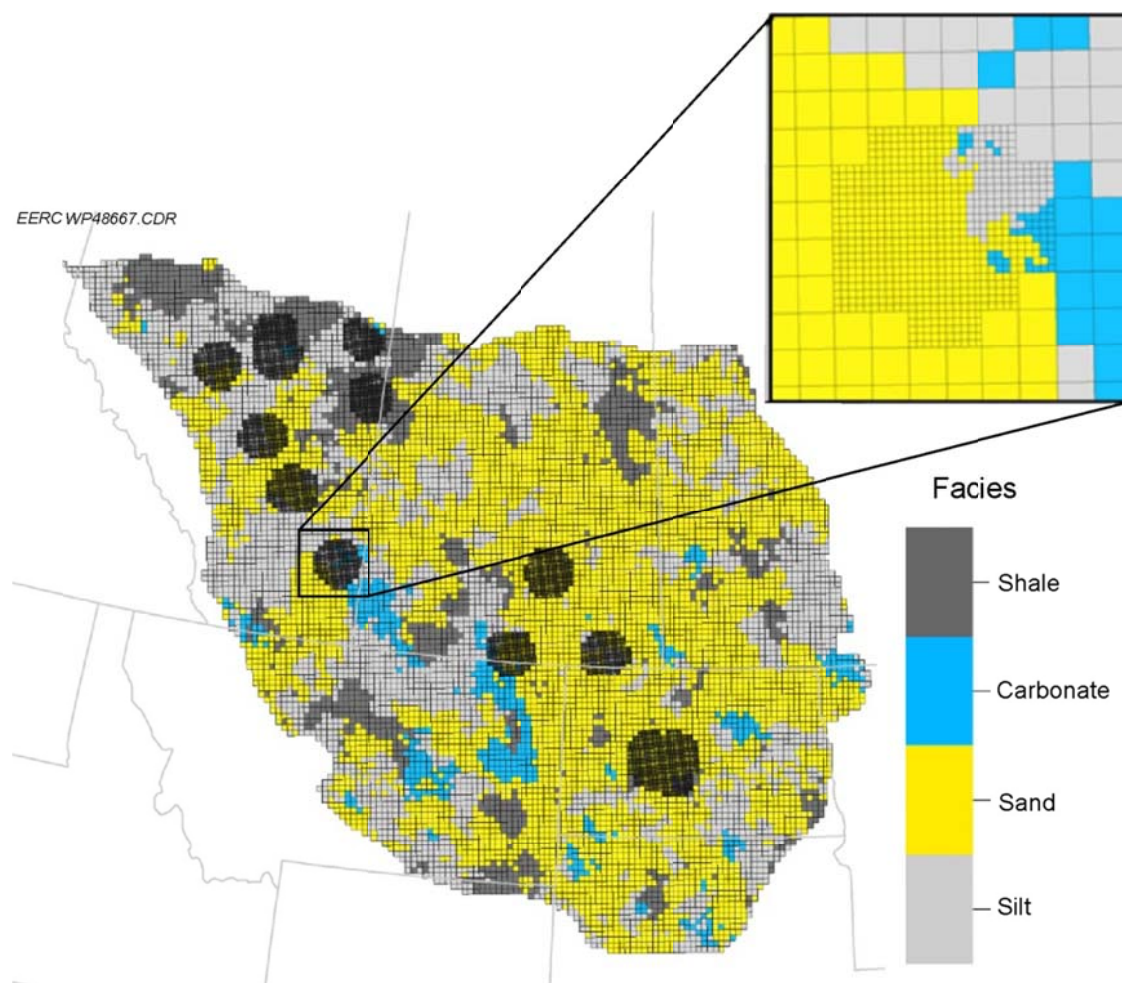 EERC WP48667.CDR
Facies
Shale
Carbonate
Sand
Silt